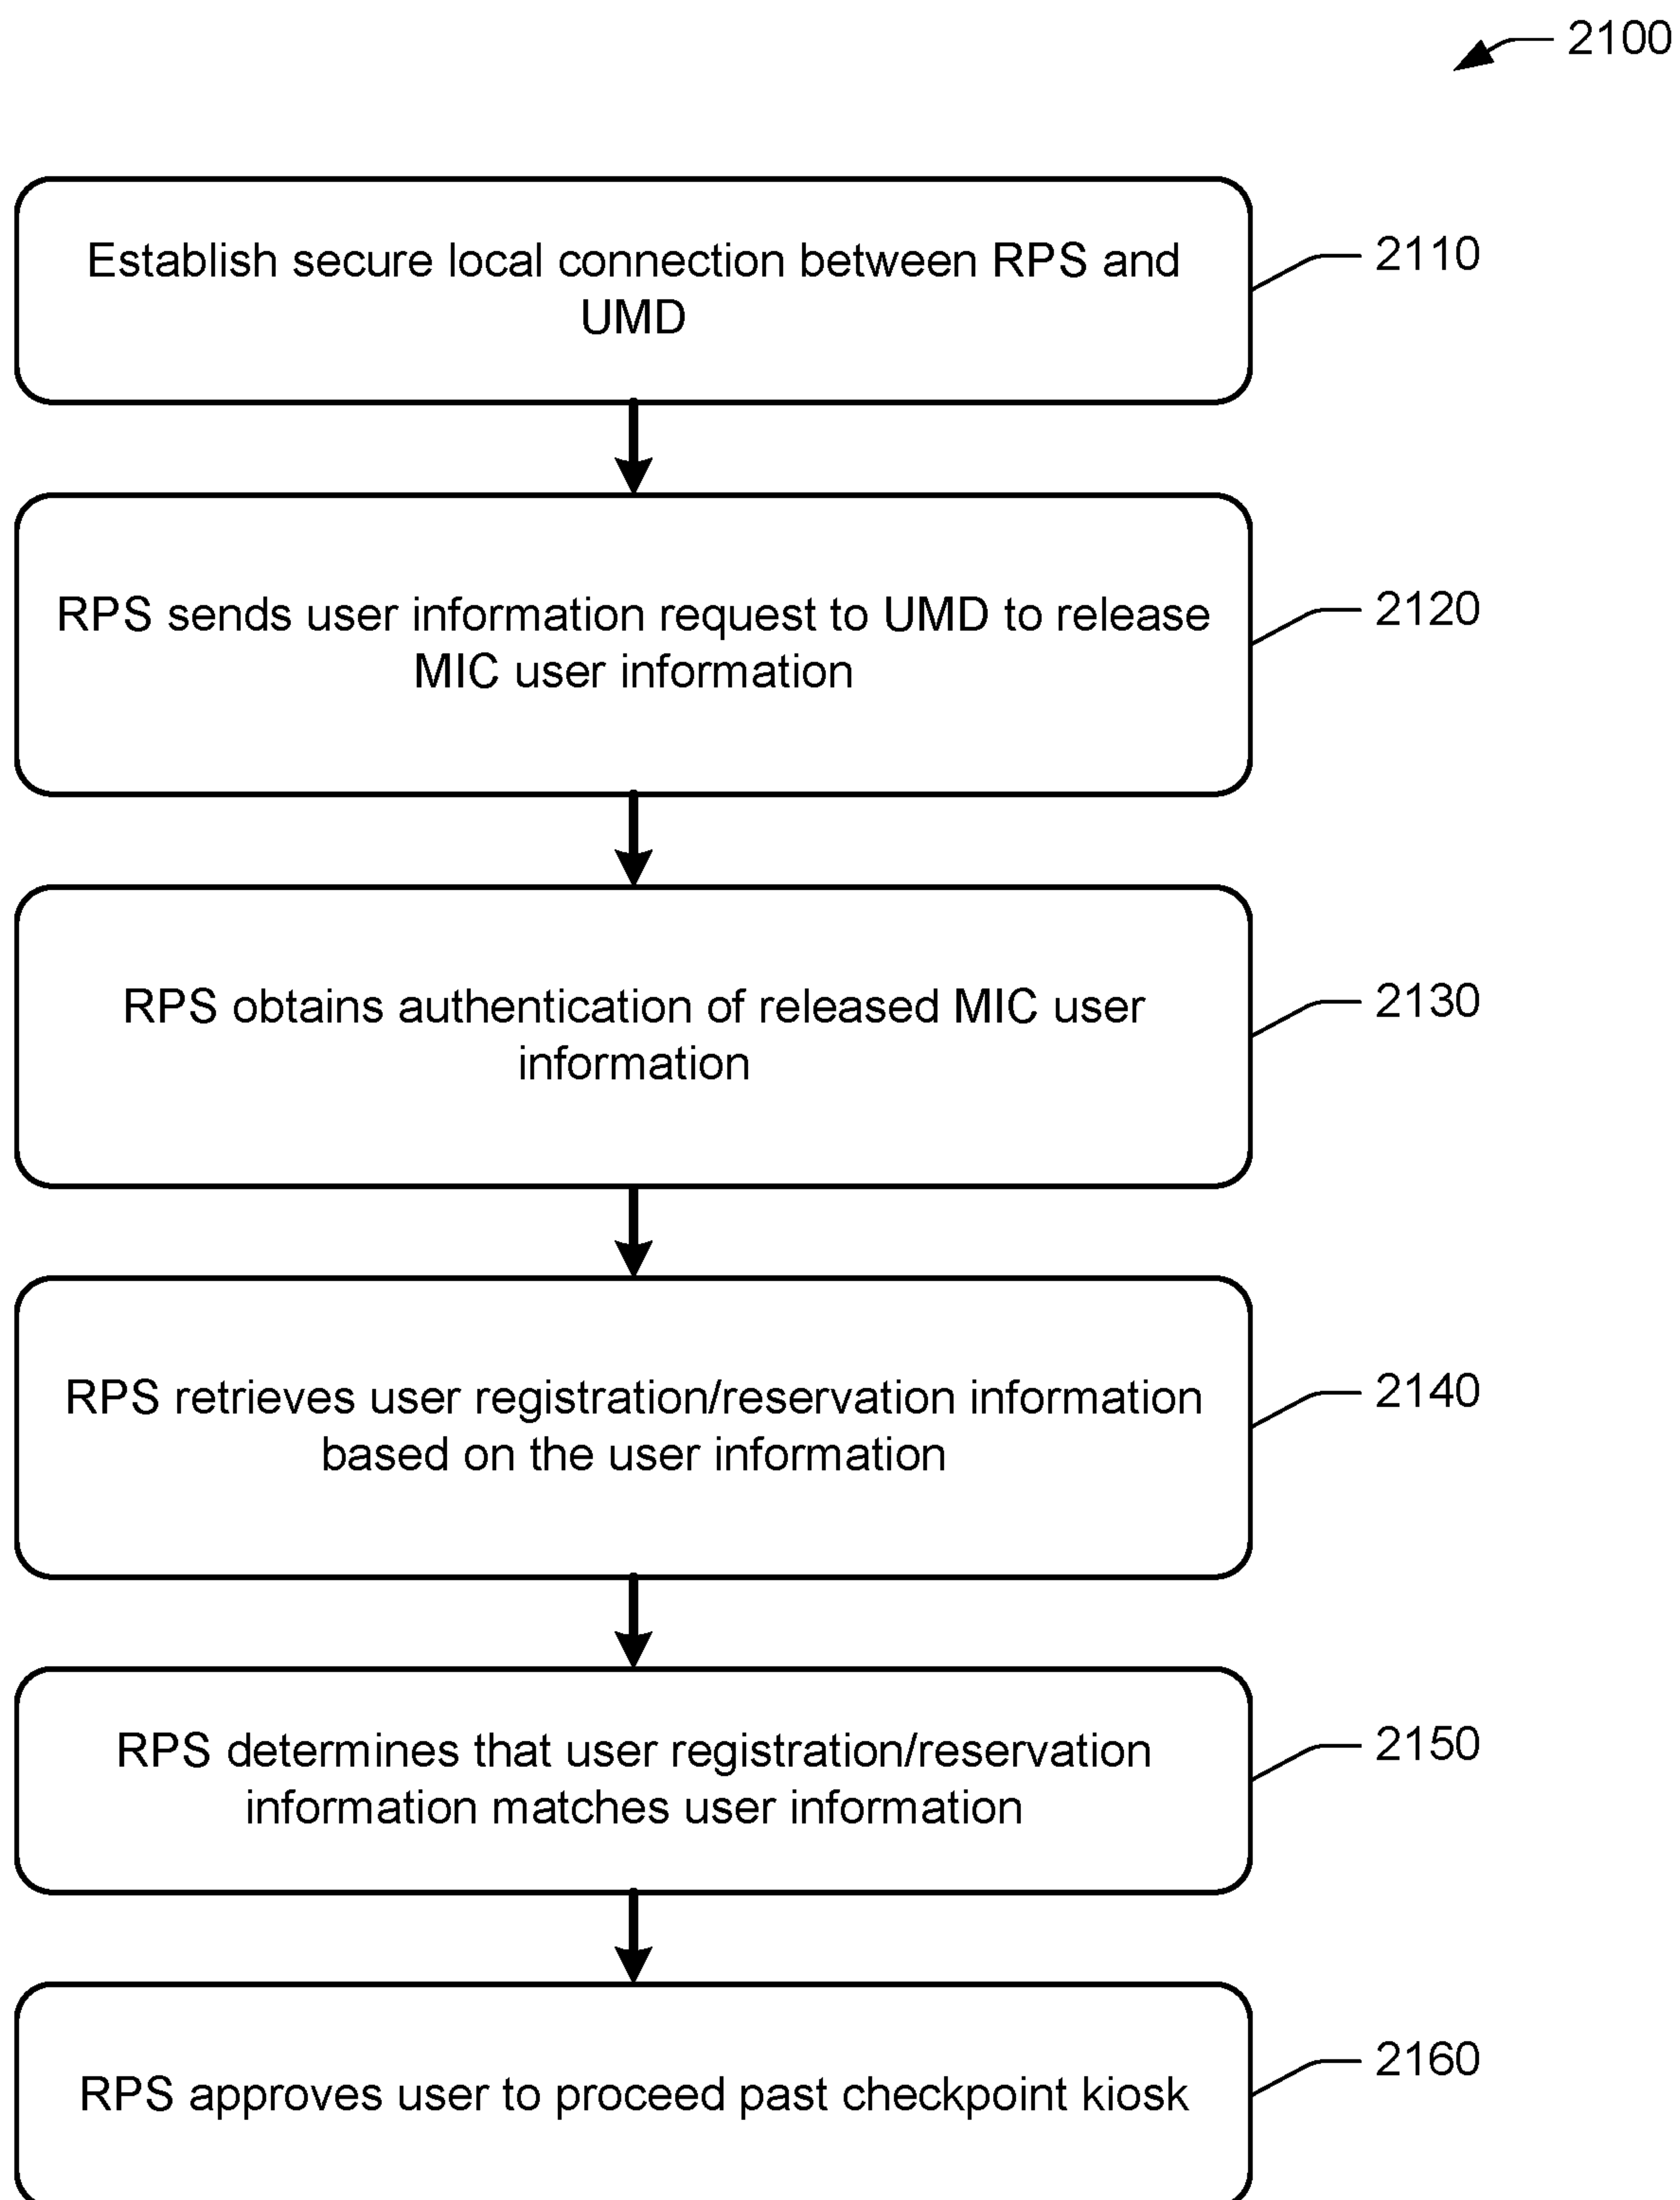 2100
Establish secure local connection between RPS and
UMD
2110
RPS sends user information request to UMD to release
MIC user information
2120
RPS obtains authentication of released MIC user
information
2130
RPS retrieves user registration/reservation information
based on the user information
2140
RPS determines that user registration/reservation
information matches user information
2150
RPS approves user to proceed past checkpoint kiosk
2160